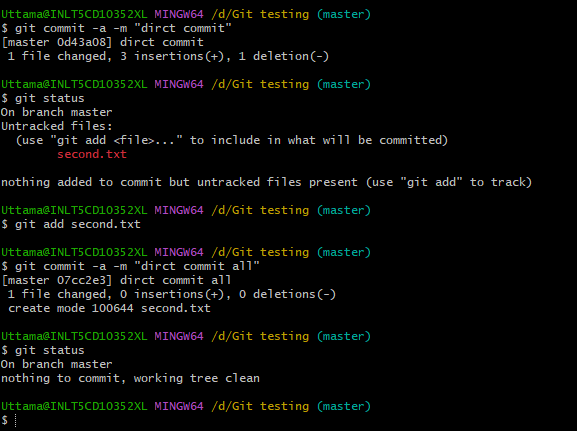 Uttama@INLT5CD10352XL MINGW64 /d/Git testing (master)
$ git commit -a -m "dirct commit"
[master 0d43a08] dirct commit
 1 file changed, 3 insertions(+), 1 deletion(-)

Uttama@INLT5CD10352XL MINGW64 /d/Git testing (master)
$ git status
On branch master
Untracked files:
  (use "git add <file>..." to include in what will be committed)
        second.txt

nothing added to commit but untracked files present (use "git add" to track)

Uttama@INLT5CD10352XL MINGW64 /d/Git testing (master)
$ git add second.txt

Uttama@INLT5CD10352XL MINGW64 /d/Git testing (master)
$ git commit -a -m "dirct commit all"
[master 07cc2e3] dirct commit all
 1 file changed, 0 insertions(+), 0 deletions(-)
 create mode 100644 second.txt

Uttama@INLT5CD10352XL MINGW64 /d/Git testing (master)
$ git status
On branch master
nothing to commit, working tree clean

Uttama@INLT5CD10352XL MINGW64 /d/Git testing (master)
$